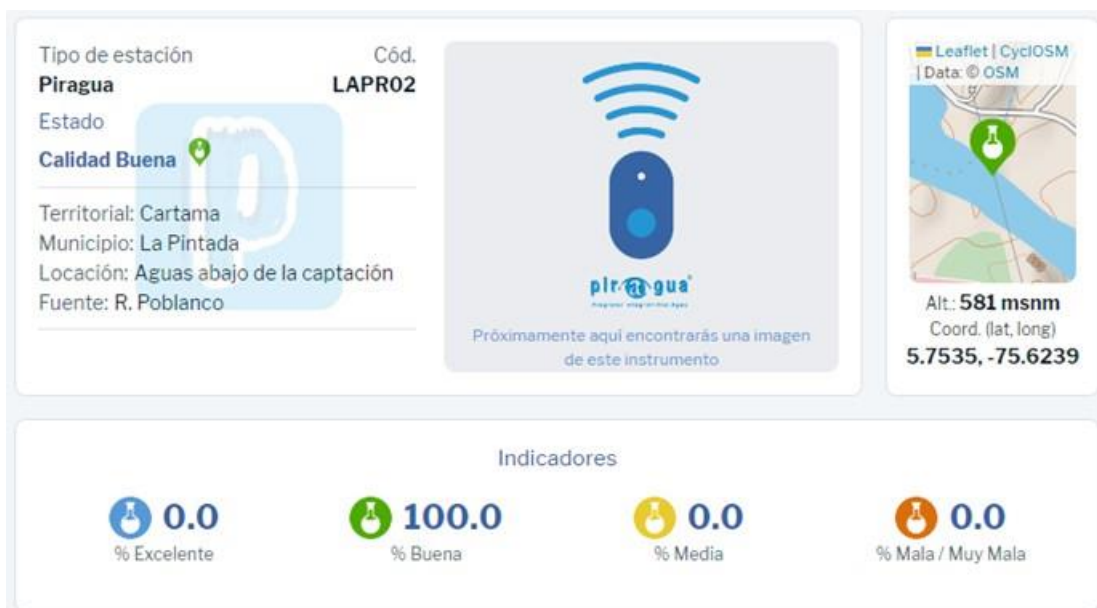 Tipo de estación
Cód.
Piragua
LAPR02
Estado
Calidad Buena
Territorial: Cartama
Municipio: La Pintada
Locación: Aguas abajo de la captación
Fuente: R. Poblanco
piragua
Próximamente aquí encontrarás una imagen
de este instrumento
Leaflet | CyclOSM
| Data: © OSM
Alt.: 581 msnm
Coord. (lat, long)
5.7535, -75.6239
Indicadores
0.0
% Excelente
100.0
% Buena
0.0
% Media
0.0
% Mala / Muy Mala